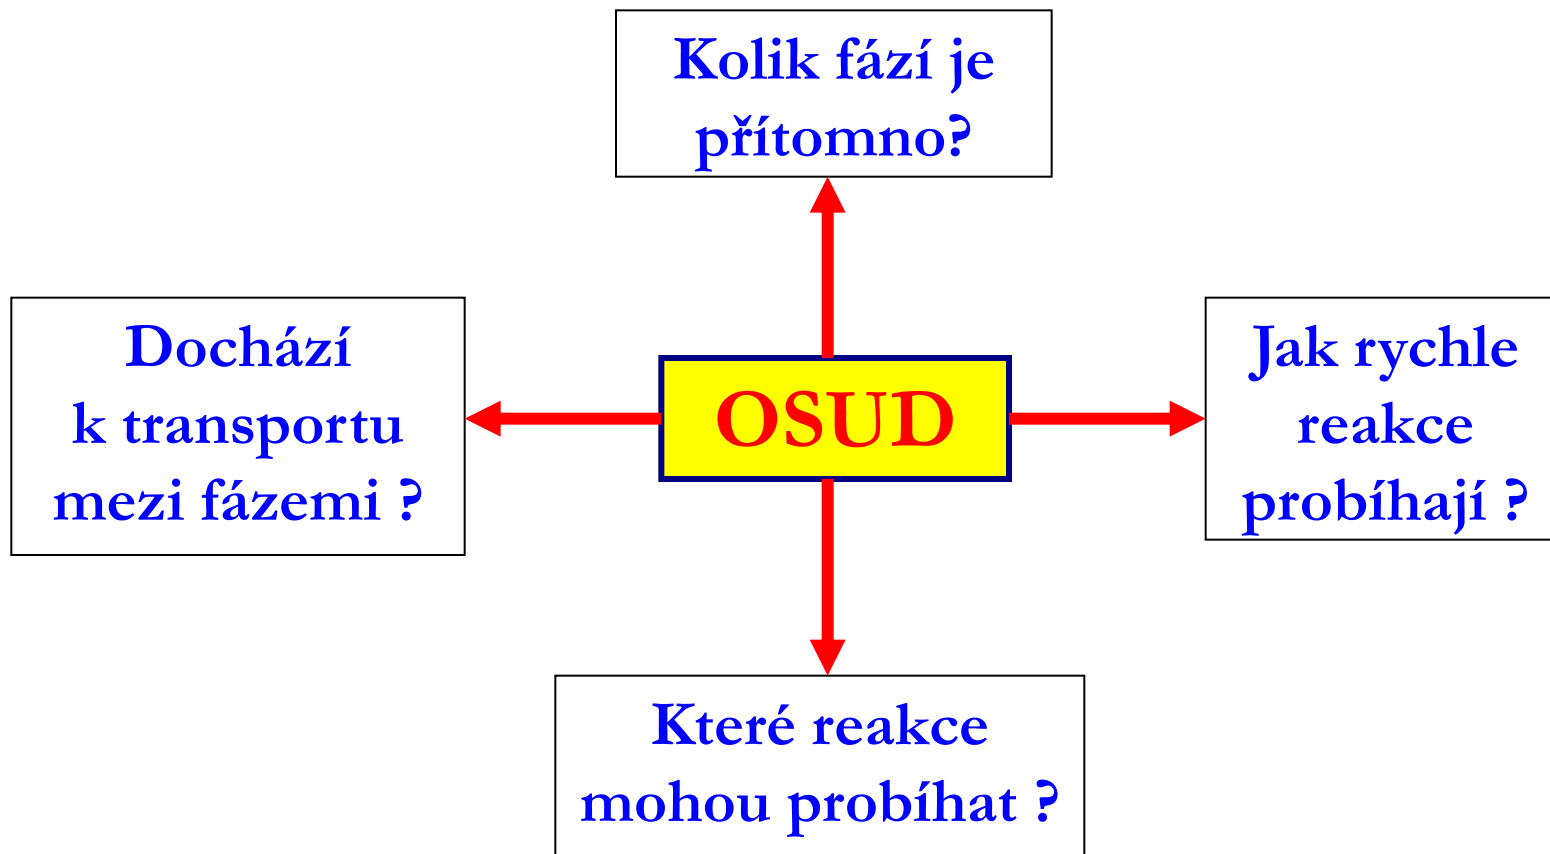 Kolik fází je
přítomno?
Dochází
k transportu
mezi fázemi ?
OSUD
Jak rychle
reakce
probíhají ?
Které reakce
mohou probíhat ?